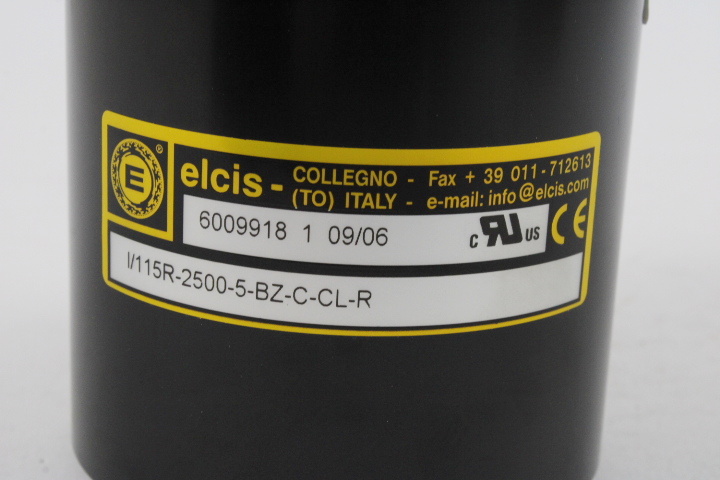 E
elcis - COLLEGNO - Fax + 39 011 - 712613
(TO) ITALY - e-mail: info@elcis.com
6009918 1 09/06 C RU US CE
I/115R-2500-5-BZ-C-CL-R